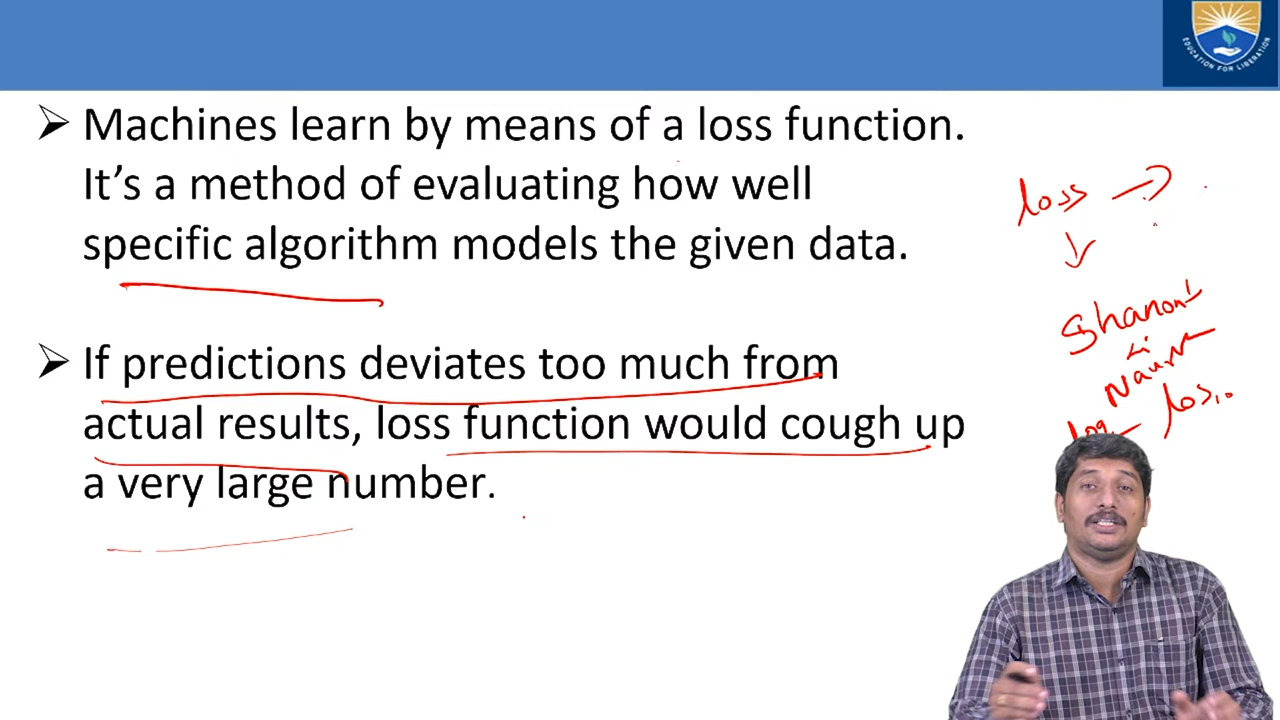 EDUCATION FOR LIBERATION
➢ Machines learn by means of a loss function.
It’s a method of evaluating how well
specific algorithm models the given data.
➢ If predictions deviates too much from
actual results, loss function would cough up
a very large number.
loss →
Shanon
log
loss